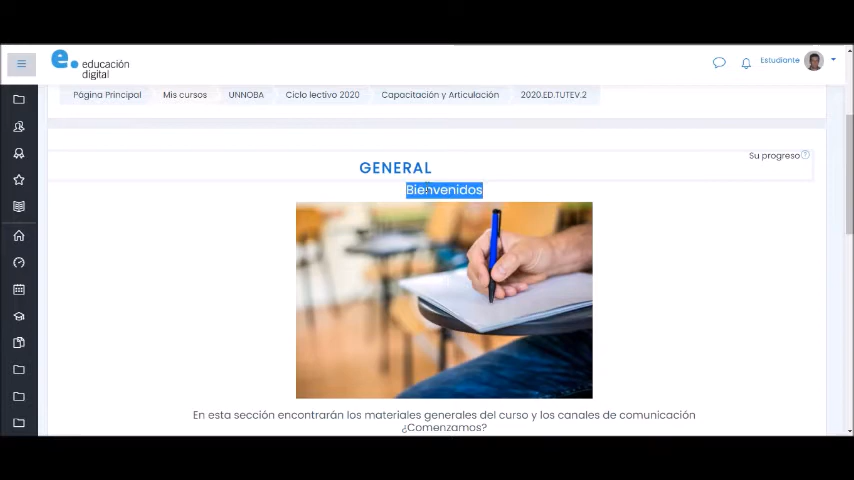 e.
educación
digital
Estudiante
Página Principal Mis cursos UNNOBA Ciclo lectivo 2020 Capacitación y Articulación 2020.ED.TUTEV.2
Su progreso
GENERAL
Bienvenidos
En esta sección encontrarán los materiales generales del curso y los canales de comunicación
¿Comenzamos?